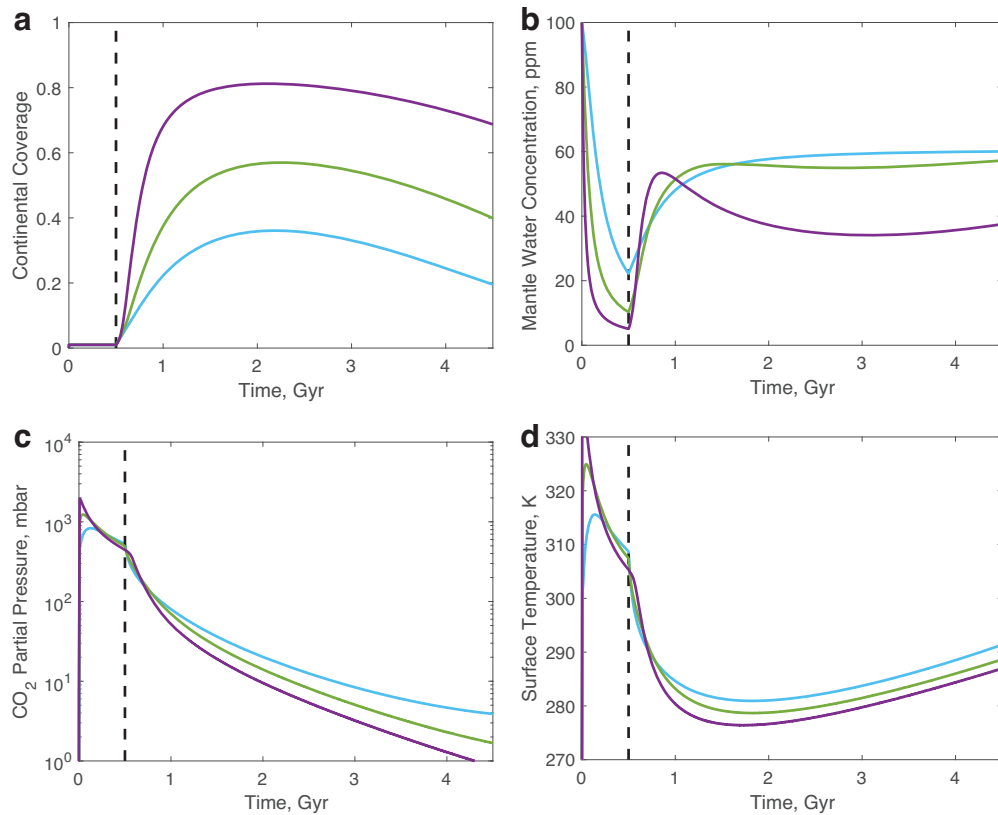 a
Continental Coverage
1
0.8
0.6
0.4
0.2
0
0 1 2 3 4
Time, Gyr
b
Mantle Water Concentration, ppm
100
80
60
40
20
0
0 1 2 3 4
Time, Gyr
c
CO2 Partial Pressure, mbar
10^4
10^3
10^2
10^1
10^0
0 1 2 3 4
Time, Gyr
d
Surface Temperature, K
330
320
310
300
290
280
270
0 1 2 3 4
Time, Gyr